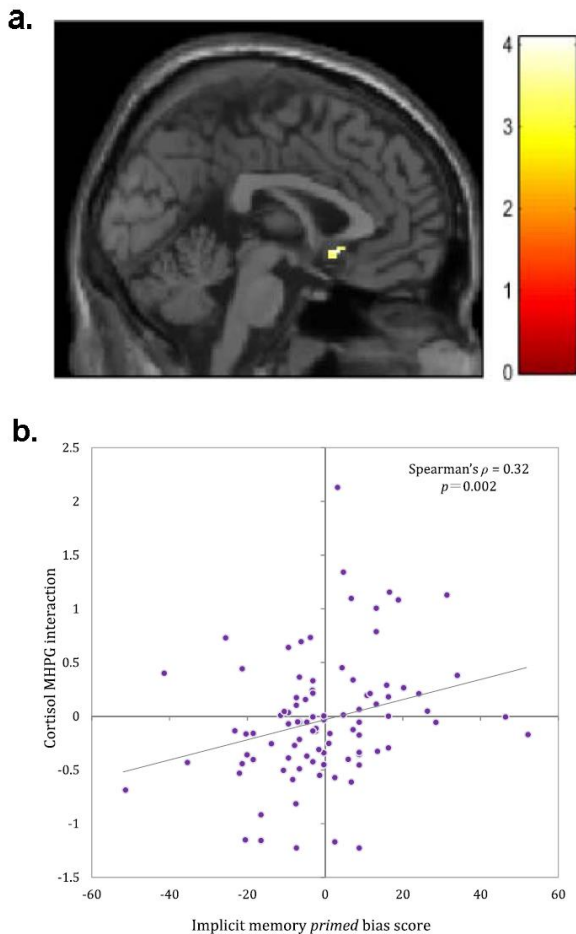 a.
4
3
2
1
0
b.
2.5
2
1.5
1
0.5
0
-0.5
-1
-1.5
Cortisol MHPG interaction
Spearman's ρ = 0.32
p=0.002
-60 -40 -20 0 20 40 60
Implicit memory primed bias score